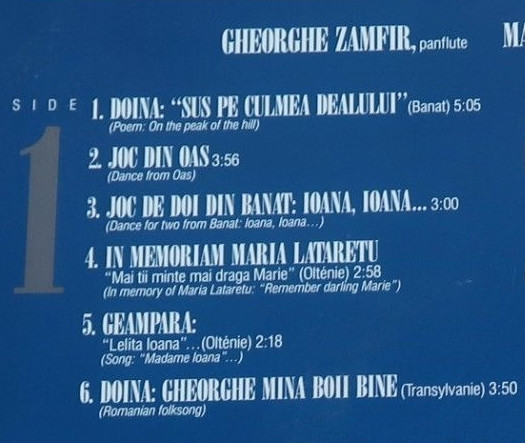 GHEORGHE ZAMFIR, panflute MA
SIDE 1
1. DOINA: “SUS PE CULMEA DEALULUI” (Banat) 5:05
(Poem: On the peak of the hill)
2. JOC DIN OAS 3:56
(Dance from Oas)
3. JOC DE DOI DIN BANAT: IOANA, IOANA... 3:00
(Dance for two from Banat: Ioana, Ioana...)
4. IN MEMORIAM MARIA LATARETU
“Mai tii minte mai draga Marie” (Olténie) 2:58
(In memory of Maria Lataretu: “Remember darling Marie”)
5. GEAMPARA:
“Lelita Ioana”...(Olténie) 2:18
(Song: “Madame Ioana”...)
6. DOINA: GHEORGHE MINA BOII BINE (Transylvanie) 3:50
(Romanian folksong)